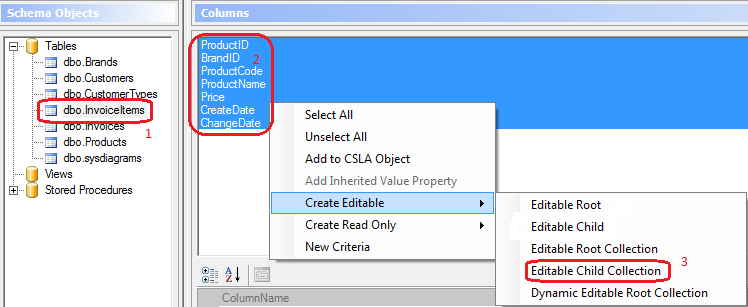 Schema Objects
Tables
dbo.Brands
dbo.Customers
dbo.CustomerTypes
dbo.InvoiceItems
1
dbo.Invoices
dbo.Products
dbo.sysdiagrams
Views
Stored Procedures
Columns
ProductID
2
BrandID
ProductCode
ProductName
Price
CreateDate
ChangeDate
Select All
Unselect All
Add to CSLA Object
Add Inherited Value Property
Create Editable
Create Read Only
New Criteria
Editable Root
Editable Child
Editable Root Collection
3
Editable Child Collection
Dynamic Editable Root Collection
ColumnName